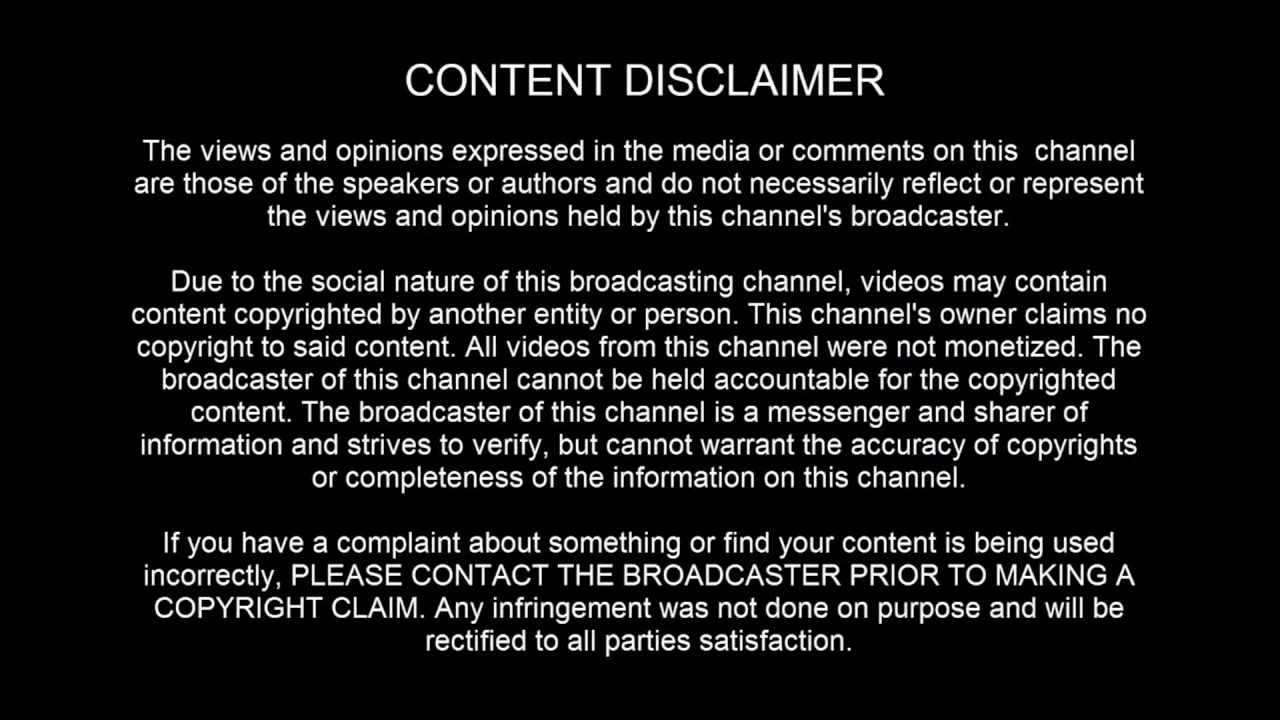 CONTENT DISCLAIMER
The views and opinions expressed in the media or comments on this  channel
are those of the speakers or authors and do not necessarily reflect or represent
the views and opinions held by this channel's broadcaster.
Due to the social nature of this broadcasting channel, videos may contain
content copyrighted by another entity or person. This channel's owner claims no
copyright to said content. All videos from this channel were not monetized. The
broadcaster of this channel cannot be held accountable for the copyrighted
content. The broadcaster of this channel is a messenger and sharer of
information and strives to verify, but cannot warrant the accuracy of copyrights
or completeness of the information on this channel.
If you have a complaint about something or find your content is being used
incorrectly, PLEASE CONTACT THE BROADCASTER PRIOR TO MAKING A
COPYRIGHT CLAIM. Any infringement was not done on purpose and will be
rectified to all parties satisfaction.